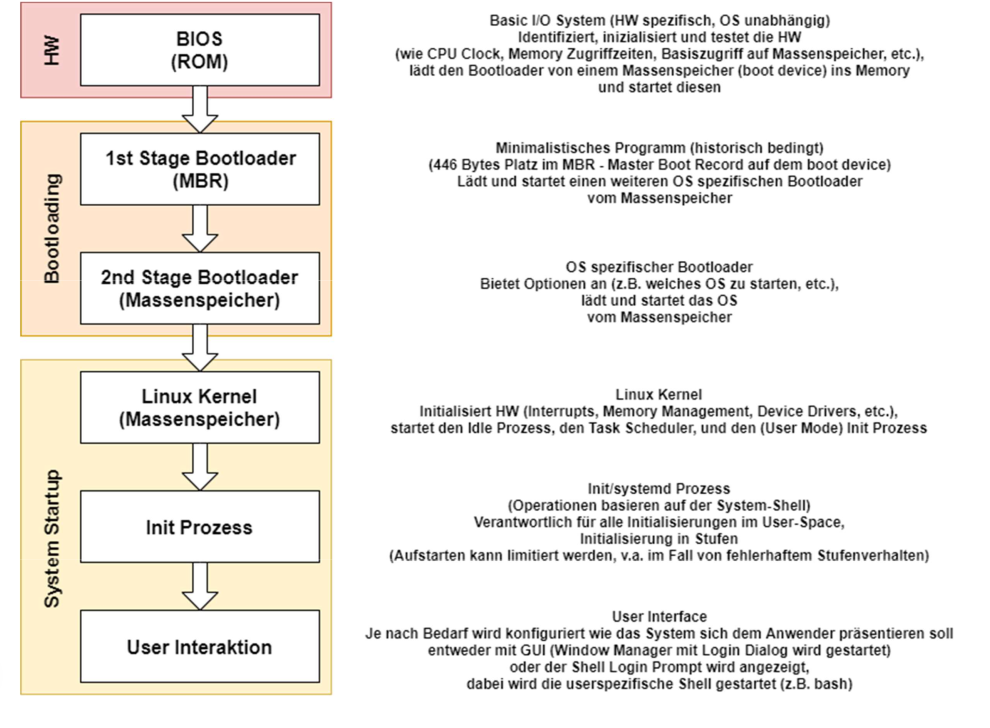 HW
BIOS
(ROM)
Basic I/O System (HW spezifisch, OS unabhängig)
Identifiziert, inizialisiert und testet die HW
(wie CPU Clock, Memory Zugriffzeiten, Basiszugriff auf Massenspeicher, etc.),
lädt den Bootloader von einem Massenspeicher (boot device) ins Memory
und startet diesen
Bootloading
1st Stage Bootloader
(MBR)
Minimalistisches Programm (historisch bedingt)
(446 Bytes Platz im MBR - Master Boot Record auf dem boot device)
Lädt und startet einen weiteren OS spezifischen Bootloader
vom Massenspeicher
2nd Stage Bootloader
(Massenspeicher)
OS spezifischer Bootloader
Bietet Optionen an (z.B. welches OS zu starten, etc.),
lädt und startet das OS
vom Massenspeicher
System Startup
Linux Kernel
(Massenspeicher)
Linux Kernel
Initialisiert HW (Interrupts, Memory Management, Device Drivers, etc.),
startet den Idle Prozess, den Task Scheduler, und den (User Mode) Init Prozess
Init Prozess
Init/systemd Prozess
(Operationen basieren auf der System-Shell)
Verantwortlich für alle Initialisierungen im User-Space,
Initialisierung in Stufen
(Aufstarten kann limitiert werden, v.a. im Fall von fehlerhaftem Stufenverhalten)
User Interaktion
User Interface
Je nach Bedarf wird konfiguriert wie das System sich dem Anwender präsentieren soll
entweder mit GUI (Window Manager mit Login Dialog wird gestartet)
oder der Shell Login Prompt wird angezeigt,
dabei wird die userspezifische Shell gestartet (z.B. bash)